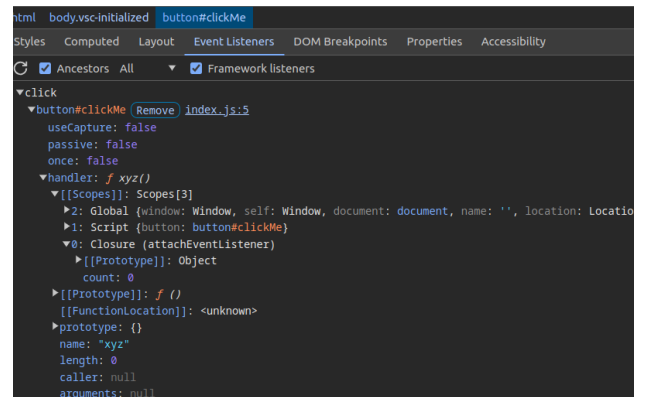 html body.vsc-initialized button#clickMe
Styles Computed Layout Event Listeners DOM Breakpoints Properties Accessibility
Ancestors All ▼ Framework listeners
▼click
▼button#clickMe Remove index.js:5
useCapture: false
passive: false
once: false
▼handler: ƒ xyz()
▼[[Scopes]]: Scopes[3]
▶2: Global {window: Window, self: Window, document: document, name: '', location: Locatio
▶1: Script {button: button#clickMe}
▼0: Closure (attachEventListener)
▶[[Prototype]]: Object
count: 0
▶[[Prototype]]: ƒ ()
[[FunctionLocation]]: <unknown>
▶prototype: {}
name: "xyz"
length: 0
caller: null
arguments: null